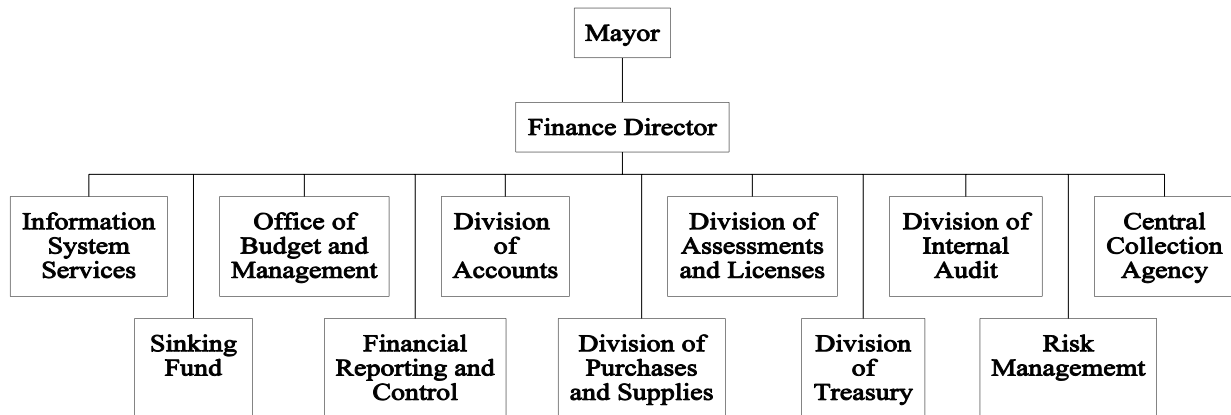 Mayor
Finance Director
Information
System
Services
Office of
Budget and
Management
Division
of
Accounts
Division of
Assessments
and Licenses
Division of
Internal
Audit
Central
Collection
Agency
Sinking
Fund
Financial
Reporting and
Control
Division of
Purchases
and Supplies
Division
of
Treasury
Risk
Managememt